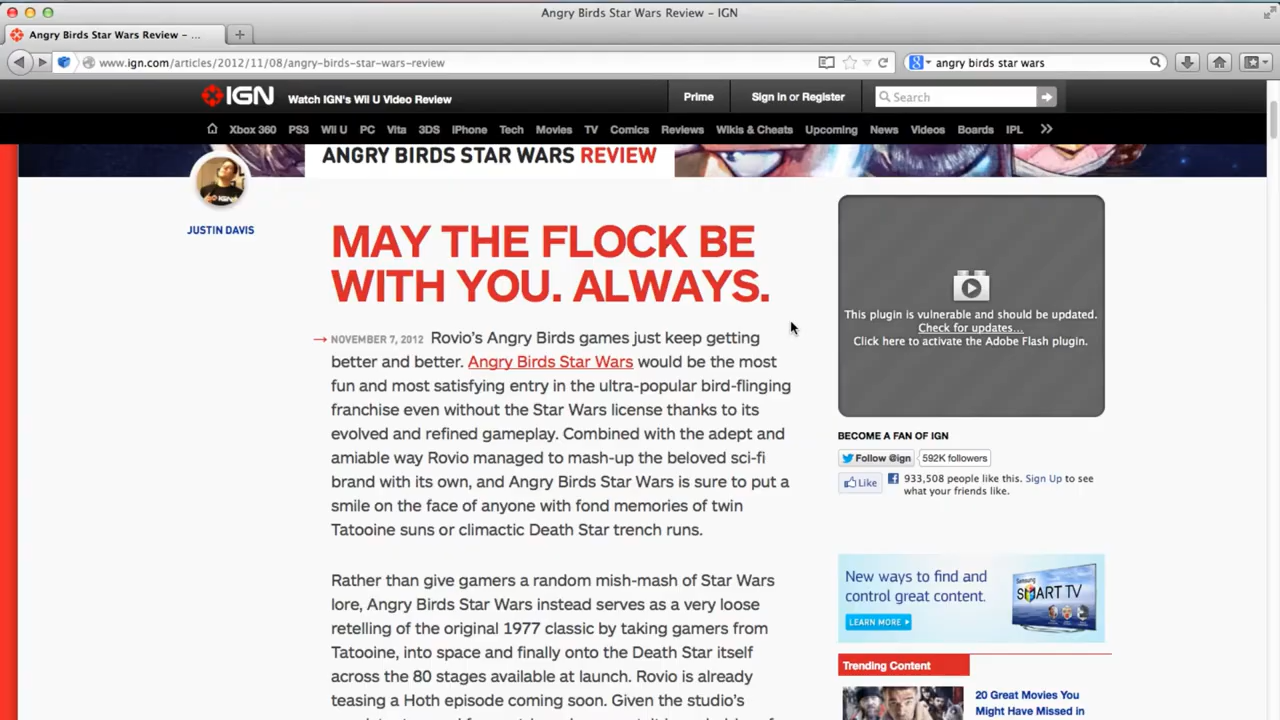 Angry Birds Star Wars Review – IGN
Angry Birds Star Wars Review – ...
www.ign.com/articles/2012/11/08/angry-birds-star-wars-review
angry birds star wars
IGN
Watch IGN's Wii U Video Review
Prime
Sign In or Register
Search
Xbox 360 PS3 Wii U PC Vita 3DS iPhone Tech Movies TV Comics Reviews Wikis & Cheats Upcoming News Videos Boards IPL
ANGRY BIRDS STAR WARS REVIEW
JUSTIN DAVIS
MAY THE FLOCK BE
WITH YOU. ALWAYS.
→ NOVEMBER 7, 2012 Rovio's Angry Birds games just keep getting
better and better. Angry Birds Star Wars would be the most
fun and most satisfying entry in the ultra-popular bird-flinging
franchise even without the Star Wars license thanks to its
evolved and refined gameplay. Combined with the adept and
amiable way Rovio managed to mash-up the beloved sci-fi
brand with its own, and Angry Birds Star Wars is sure to put a
smile on the face of anyone with fond memories of twin
Tatooine suns or climactic Death Star trench runs.
Rather than give gamers a random mish-mash of Star Wars
lore, Angry Birds Star Wars instead serves as a very loose
retelling of the original 1977 classic by taking gamers from
Tatooine, into space and finally onto the Death Star itself
across the 80 stages available at launch. Rovio is already
teasing a Hoth episode coming soon. Given the studio's
This plugin is vulnerable and should be updated.
Check for updates...
Click here to activate the Adobe Flash plugin.
BECOME A FAN OF IGN
Follow @ign 592K followers
Like 933,508 people like this. Sign Up to see
what your friends like.
New ways to find and
control great content.
LEARN MORE
SMART TV
Trending Content
20 Great Movies You
Might Have Missed in